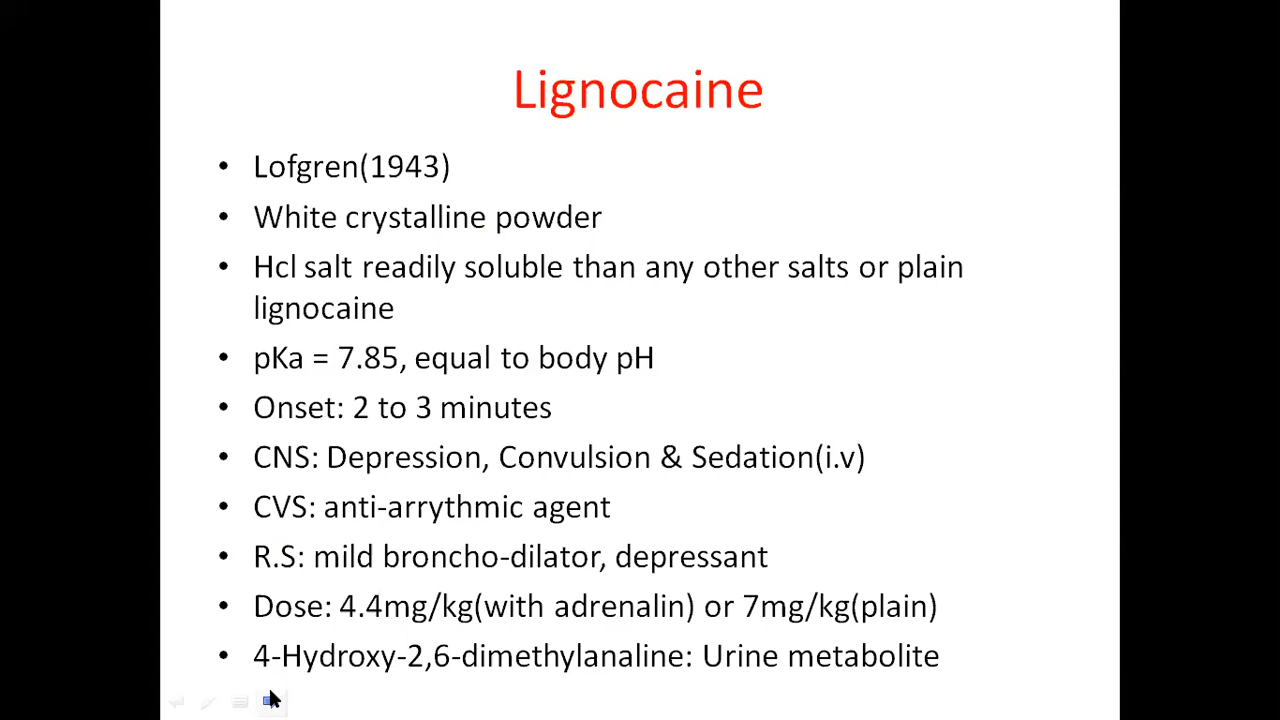 Lignocaine
• Lofgren(1943)
• White crystalline powder
• Hcl salt readily soluble than any other salts or plain
lignocaine
• pKa = 7.85, equal to body pH
• Onset: 2 to 3 minutes
• CNS: Depression, Convulsion & Sedation(i.v)
• CVS: anti-arrythmic agent
• R.S: mild broncho-dilator, depressant
• Dose: 4.4mg/kg(with adrenalin) or 7mg/kg(plain)
• 4-Hydroxy-2,6-dimethylanaline: Urine metabolite